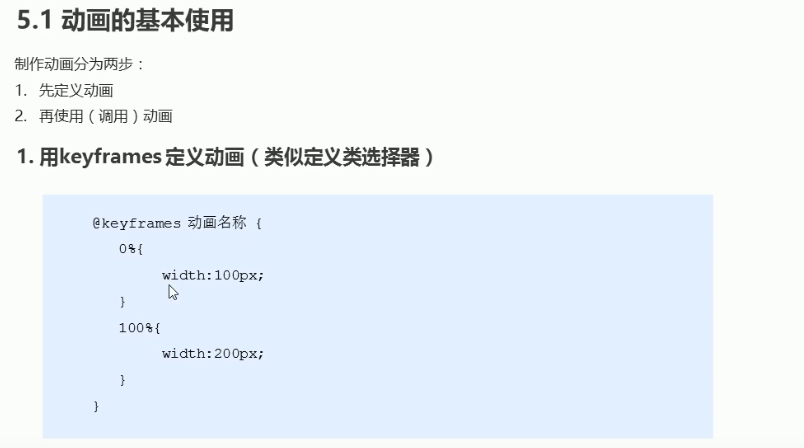 5.1 动画的基本使用
制作动画分为两步：
1. 先定义动画
2. 再使用（调用）动画
1. 用keyframes 定义动画（类似定义类选择器）
@keyframes 动画名称 {
0%{
width:100px;
}
100%{
width:200px;
}
}